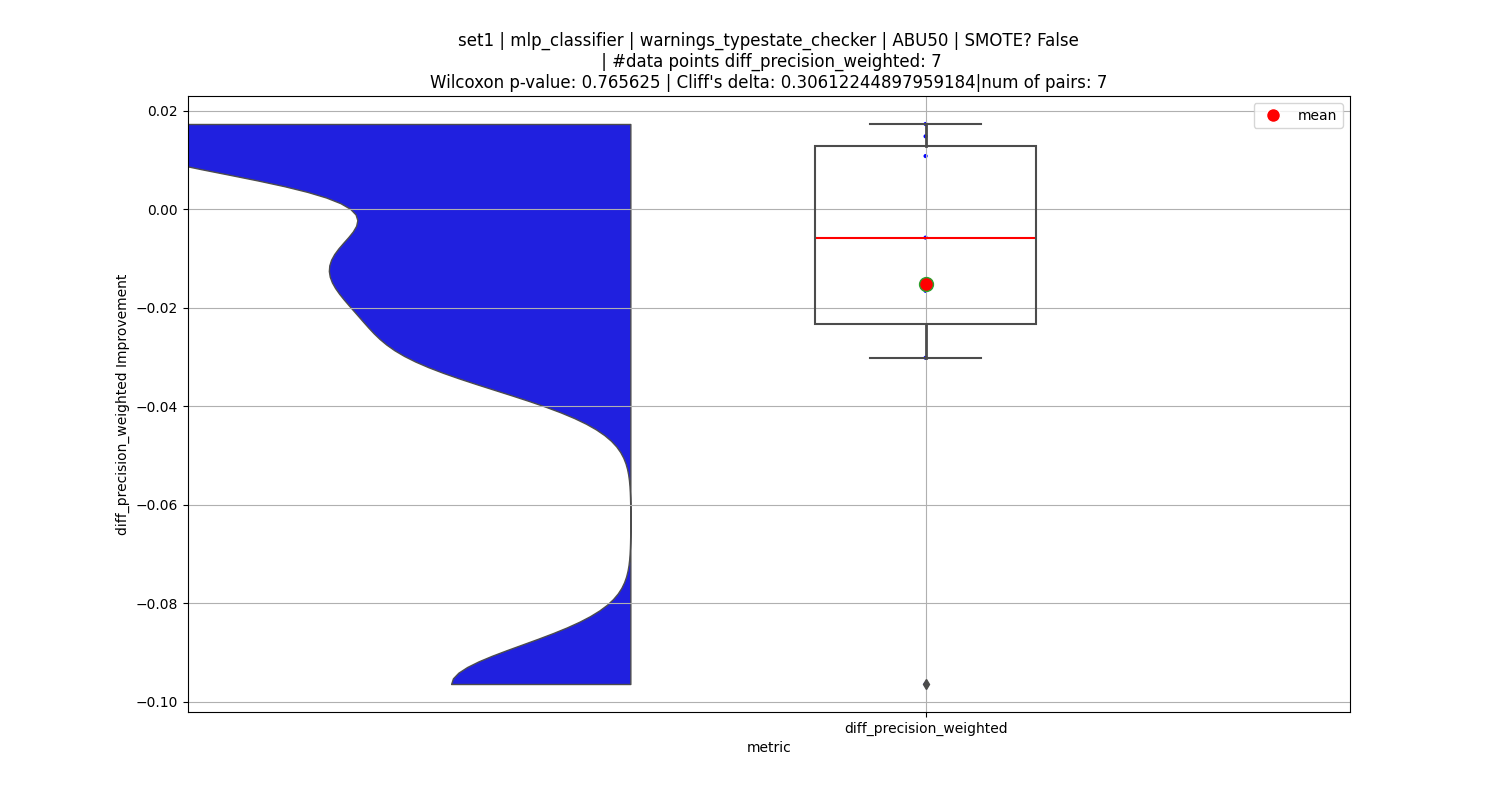 set1 | mlp_classifier | warnings_typestate_checker | ABU50 | SMOTE? False
| #data points diff_precision_weighted: 7
Wilcoxon p-value: 0.765625 | Cliff's delta: 0.30612244897959184|num of pairs: 7
mean
0.02
0.00
−0.02
−0.04
−0.06
−0.08
−0.10
diff_precision_weighted Improvement
diff_precision_weighted
metric